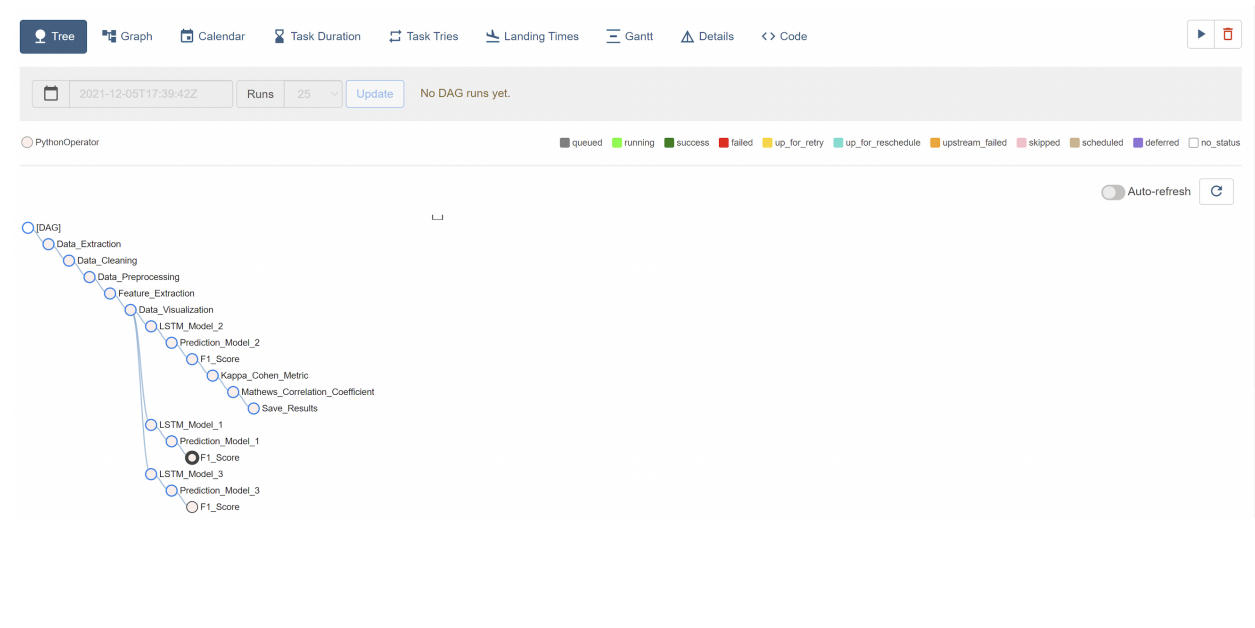 Tree Graph Calendar Task Duration Task Tries Landing Times Gantt Details Code
2021-12-05T17:39:42Z Runs 25 Update No DAG runs yet.
PythonOperator queued running success failed up_for_retry up_for_reschedule upstream_failed skipped scheduled deferred no_status
Auto-refresh
[DAG]
Data_Extraction
Data_Cleaning
Data_Preprocessing
Feature_Extraction
Data_Visualization
LSTM_Model_2
Prediction_Model_2
F1_Score
Kappa_Cohen_Metric
Mathews_Correlation_Coefficient
Save_Results
LSTM_Model_1
Prediction_Model_1
F1_Score
LSTM_Model_3
Prediction_Model_3
F1_Score